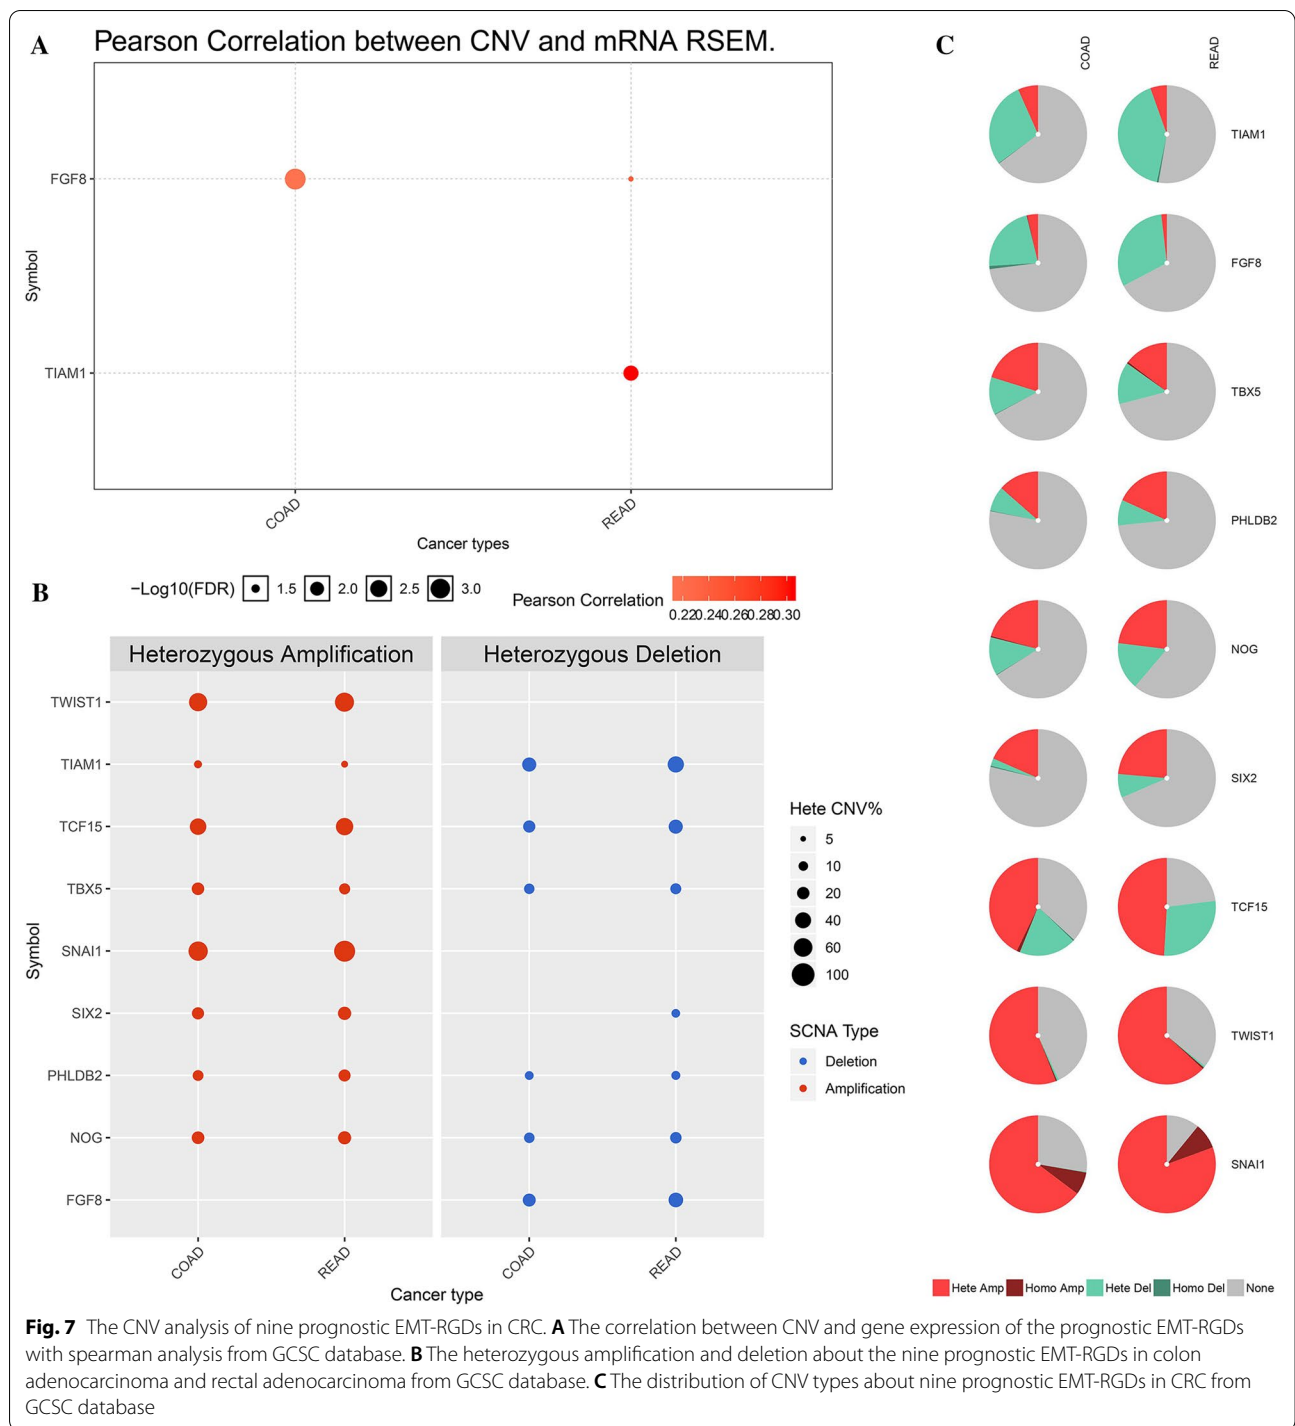 A
Pearson Correlation between CNV and mRNA RSEM.
FGF8
TIAM1
Symbol
COAD
READ
Cancer types
−Log10(FDR)
1.5
2.0
2.5
3.0
Pearson Correlation
0.22
0.24
0.26
0.28
0.30
B
Heterozygous Amplification
Heterozygous Deletion
TWIST1
TIAM1
TCF15
TBX5
SNAI1
SIX2
PHLDB2
NOG
FGF8
Symbol
COAD
READ
COAD
READ
Cancer type
Hete CNV%
5
10
20
40
60
100
SCNA Type
Deletion
Amplification
C
COAD
READ
TIAM1
FGF8
TBX5
PHLDB2
NOG
SIX2
TCF15
TWIST1
SNAI1
Hete Amp
Homo Amp
Hete Del
Homo Del
None
Fig. 7 The CNV analysis of nine prognostic EMT-RGDs in CRC. A The correlation between CNV and gene expression of the prognostic EMT-RGDs
with spearman analysis from GCSC database. B The heterozygous amplification and deletion about the nine prognostic EMT-RGDs in colon
adenocarcinoma and rectal adenocarcinoma from GCSC database. C The distribution of CNV types about nine prognostic EMT-RGDs in CRC from
GCSC database